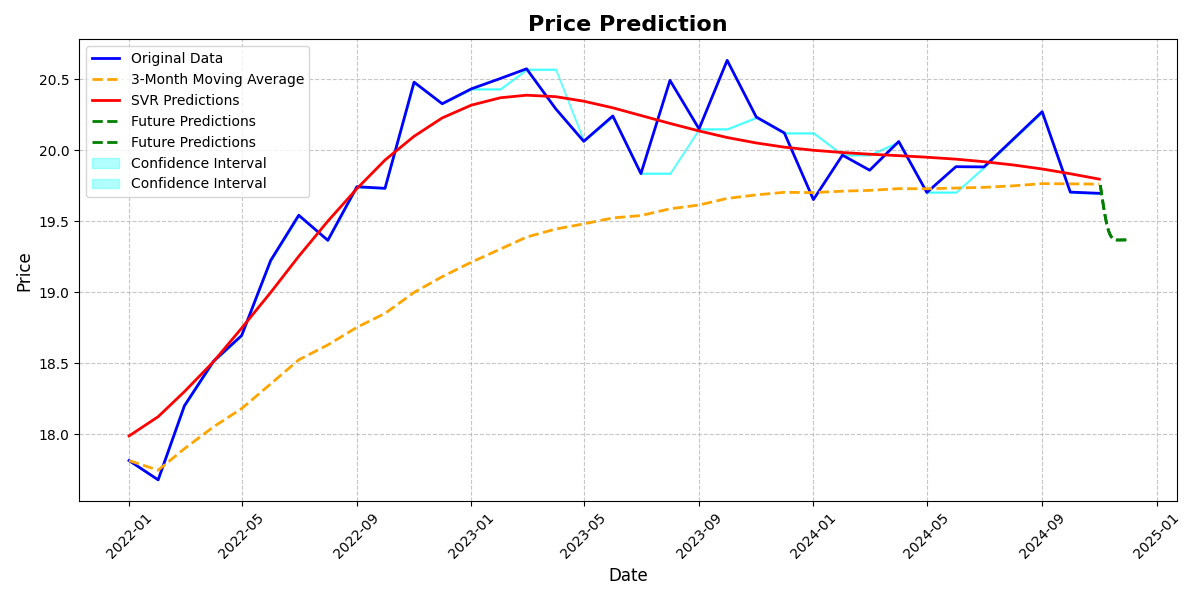 Price Prediction
Original Data
3-Month Moving Average
SVR Predictions
Future Predictions
Future Predictions
Confidence Interval
Confidence Interval
20.5
20.0
19.5
19.0
18.5
18.0
Price
2022-01
2022-05
2022-09
2023-01
2023-05
2023-09
2024-01
2024-05
2024-09
2025-01
Date